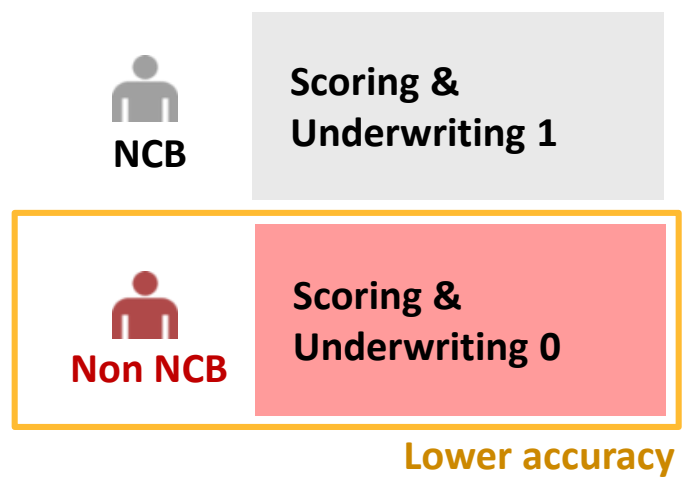 NCB
Scoring &
Underwriting 1
Non NCB
Scoring &
Underwriting 0
Lower accuracy